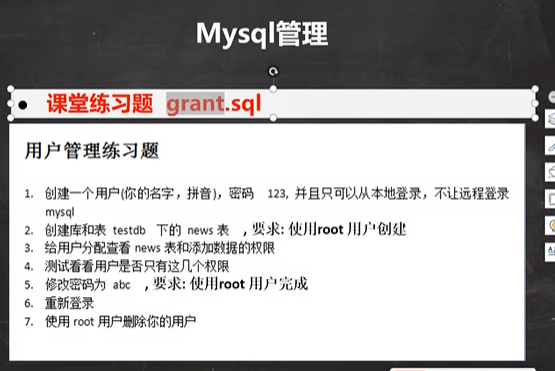 Mysql管理
● 课堂练习题 grant.sql
用户管理练习题
1. 创建一个用户(你的名字，拼音)，密码 123, 并且只可以从本地登录，不让远程登录
mysql
2. 创建库和表 testdb 下的 news 表 , 要求: 使用root 用户创建
3. 给用户分配查看 news 表和添加数据的权限
4. 测试看看用户是否只有这几个权限
5. 修改密码为 abc , 要求: 使用root 用户完成
6. 重新登录
7. 使用 root 用户删除你的用户